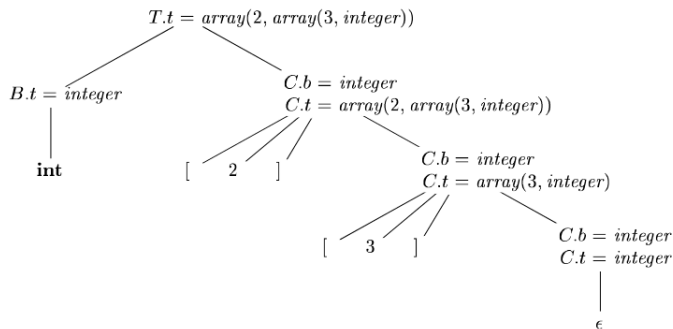 T.t = array(2, array(3, integer))
B.t = integer
C.b = integer
C.t = array(2, array(3, integer))
int
[ 2 ]
C.b = integer
C.t = array(3, integer)
[ 3 ]
C.b = integer
C.t = integer
ϵ